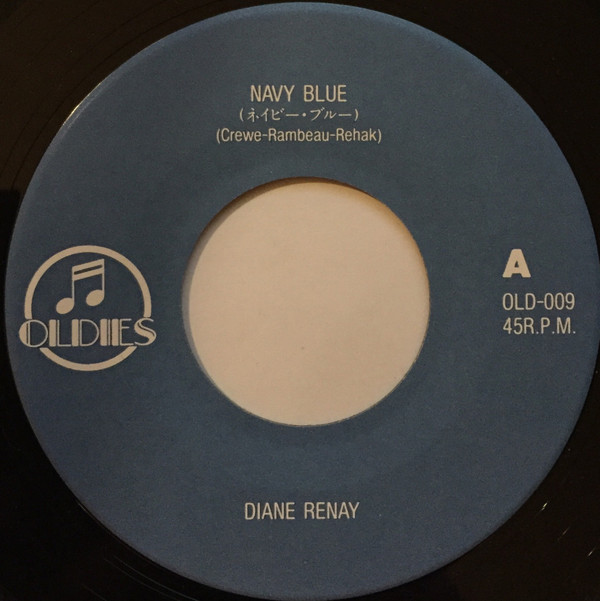 NAVY BLUE
(ネイビー・ブルー)
(Crewe-Rambeau-Rehak)
OLDIES
A
OLD-009
45R.P.M.
DIANE RENAY